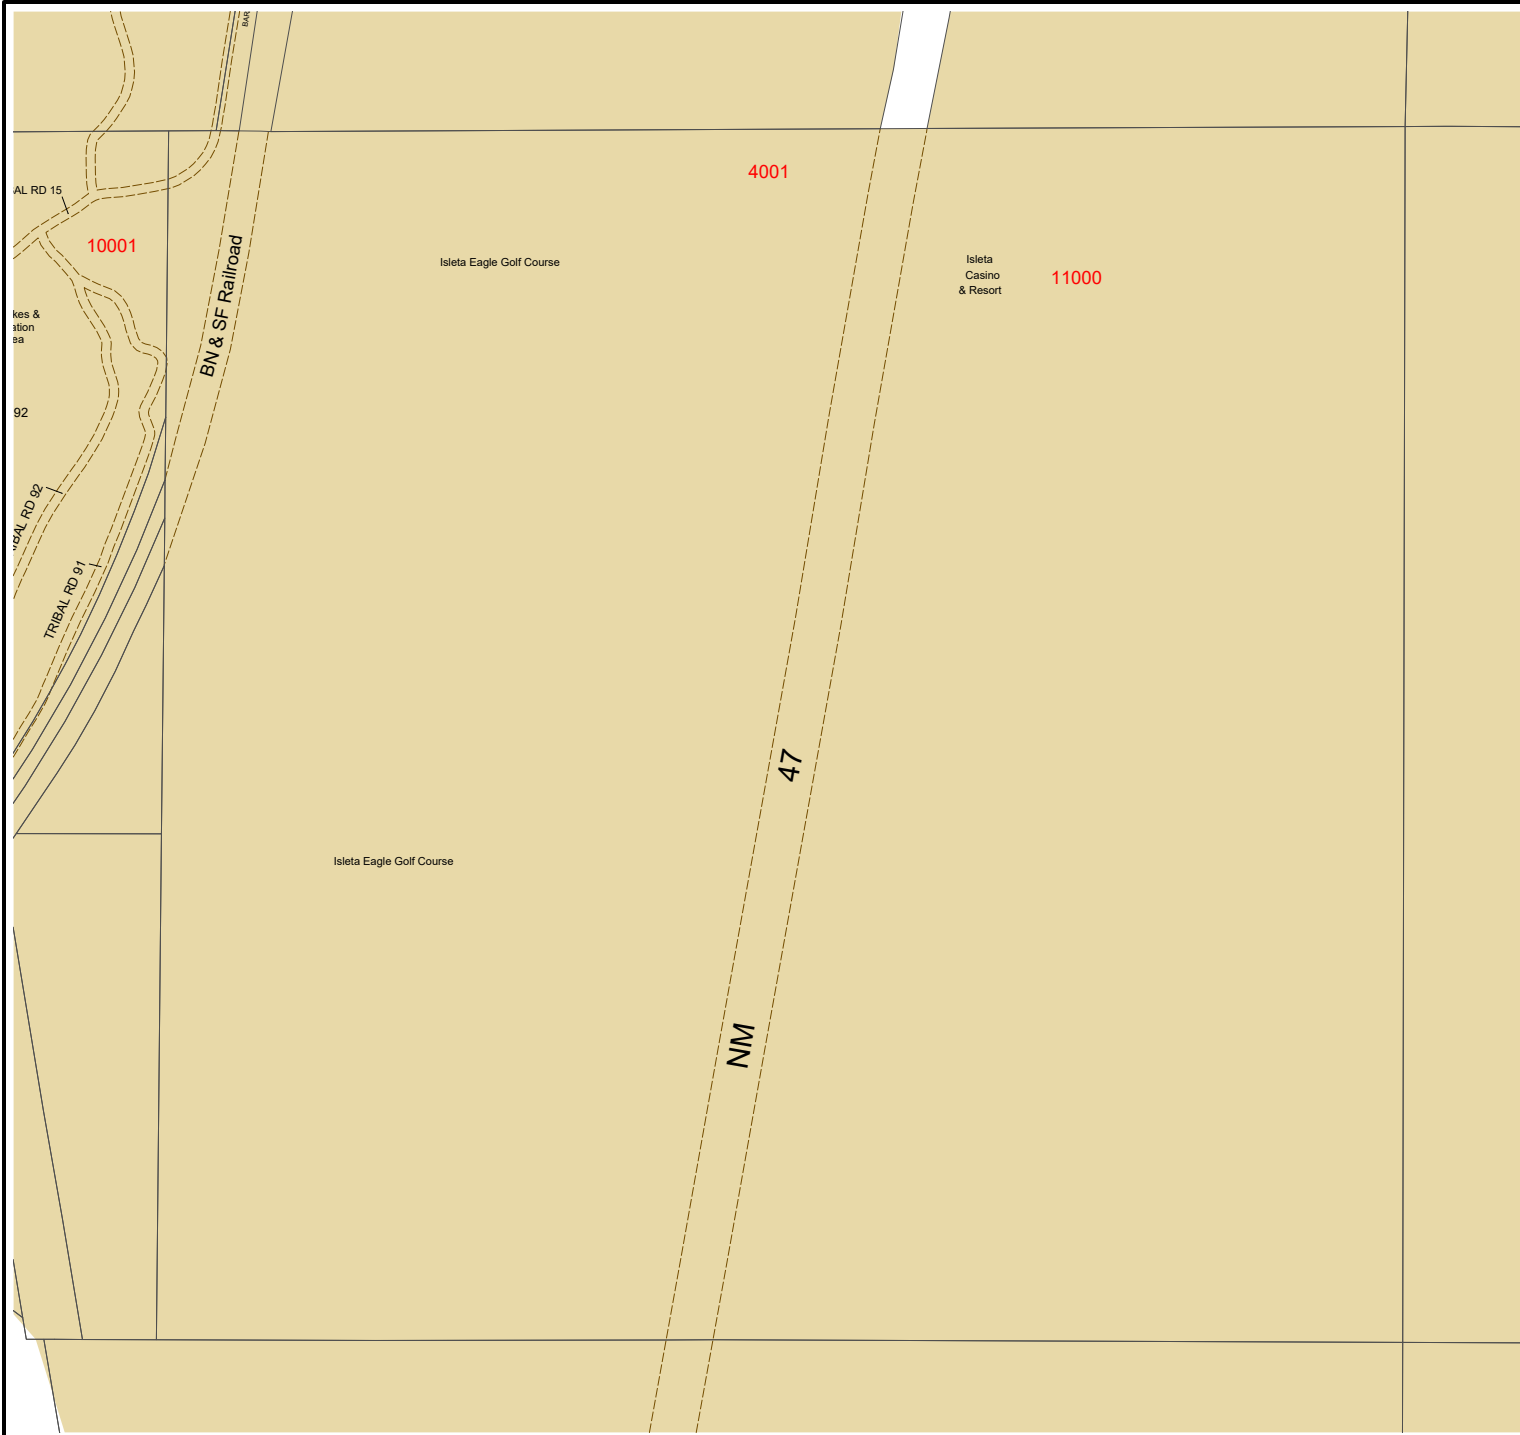 BAR
4001
AL RD 15
10001
Isleta Eagle Golf Course
Isleta
Casino
& Resort
11000
BN & SF Railroad
kes &
ation
ea
92
BAL RD 92
TRIBAL RD 91
47
Isleta Eagle Golf Course
NM